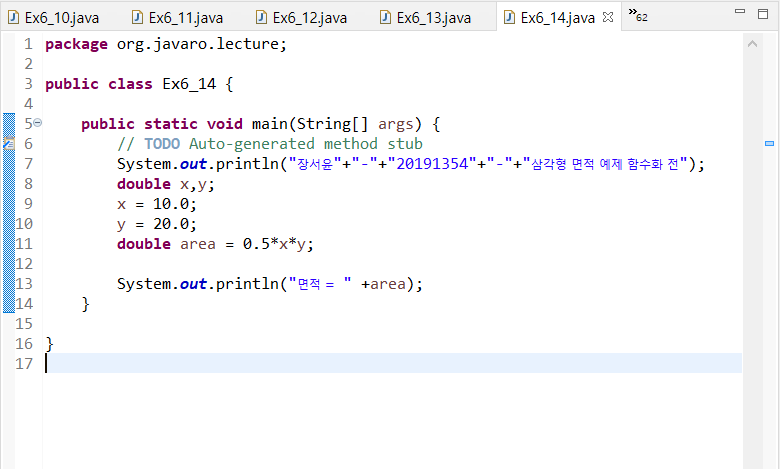 Ex6_10.java Ex6_11.java Ex6_12.java Ex6_13.java Ex6_14.java »62
1 package org.javaro.lecture;
2
3 public class Ex6_14 {
4
5 public static void main(String[] args) {
6 // TODO Auto-generated method stub
7 System.out.println("장서윤"+"-"+"20191354"+"-"+"삼각형 면적 예제 함수화 전");
8 double x,y;
9 x = 10.0;
10 y = 20.0;
11 double area = 0.5*x*y;
12
13 System.out.println("면적 = " +area);
14 }
15
16 }
17